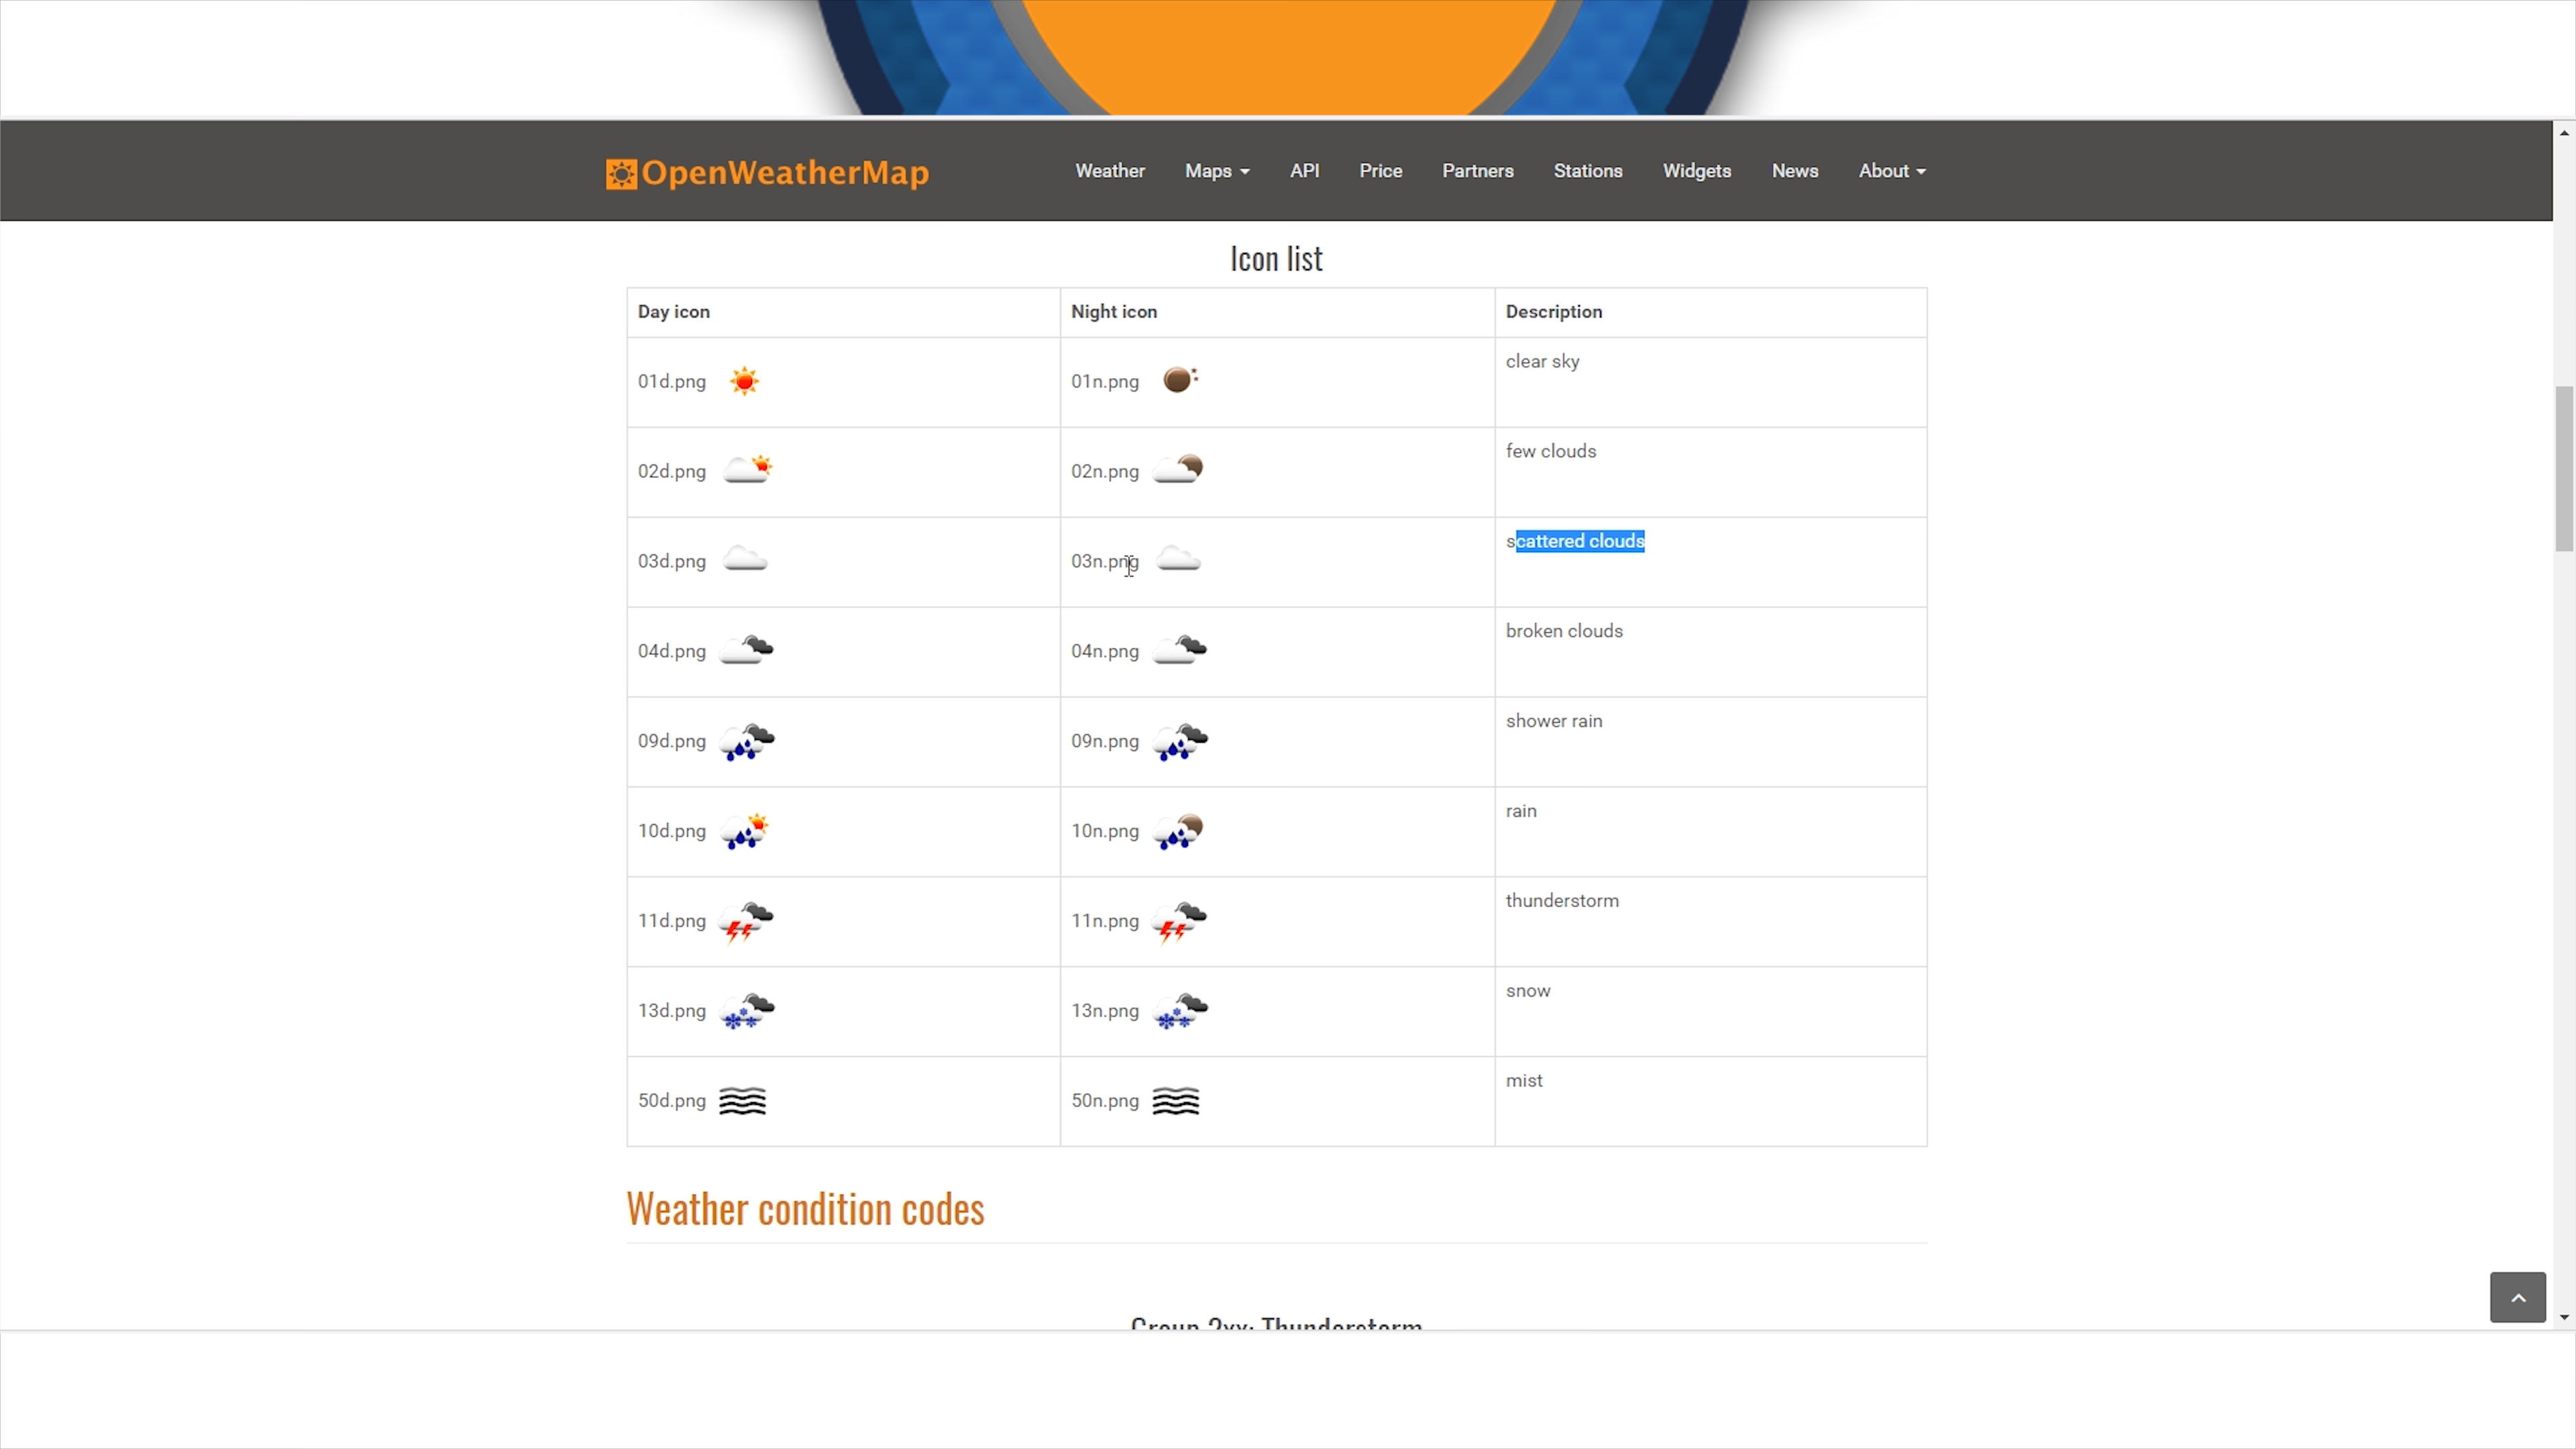 OpenWeatherMap
Weather Maps API Price Partners Stations Widgets News About
Icon list
Day icon Night icon Description
01d.png 01n.png clear sky
02d.png 02n.png few clouds
03d.png 03n.png scattered clouds
04d.png 04n.png broken clouds
09d.png 09n.png shower rain
10d.png 10n.png rain
11d.png 11n.png thunderstorm
13d.png 13n.png snow
50d.png 50n.png mist
Weather condition codes
Group 2xx: Thunderstorm